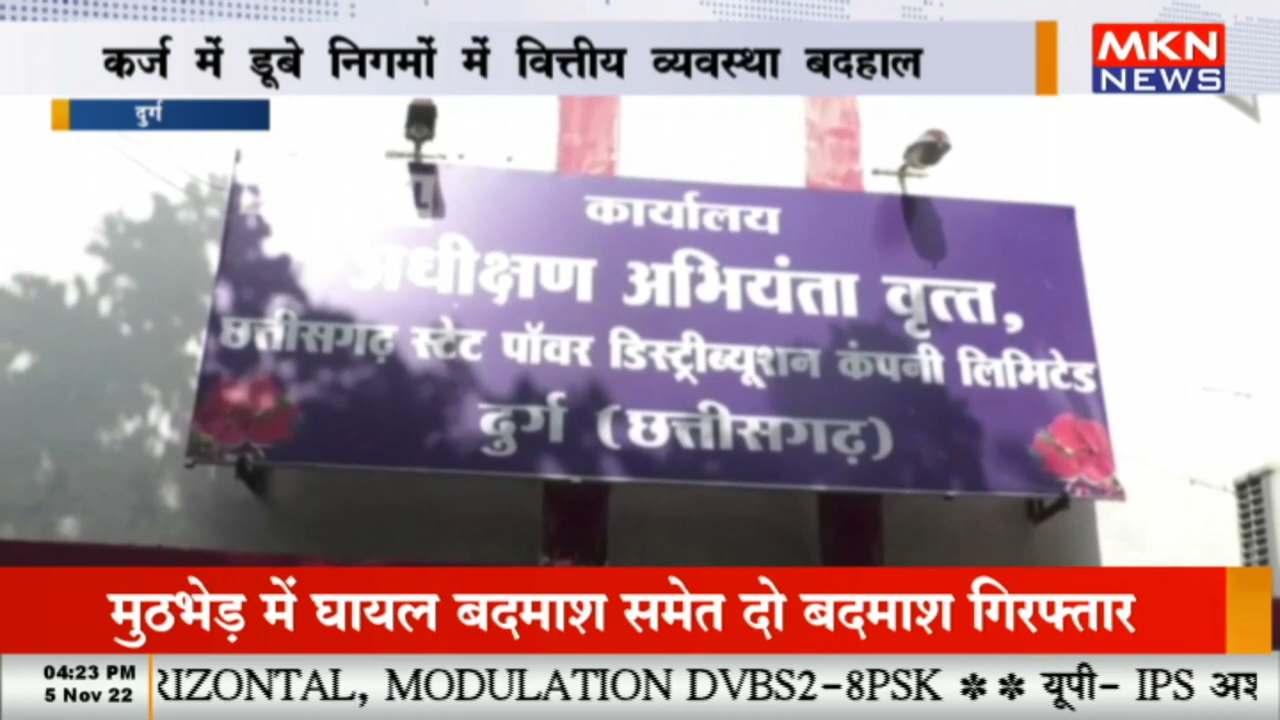 कर्ज में डूबे निगमों में वित्तीय व्यवस्था बदहाल
MKN
NEWS
दुर्ग
कार्यालय
अधीक्षण अभियंता वृत्त,
छत्तीसगढ़ स्टेट पॉवर डिस्ट्रीब्यूशन कंपनी लिमिटेड
दुर्ग (छत्तीसगढ़)
मुठभेड़ में घायल बदमाश समेत दो बदमाश गिरफ्तार
04:23 PM
5 Nov 22
RIZONTAL, MODULATION DVBS2-8PSK ** यूपी- IPS अश